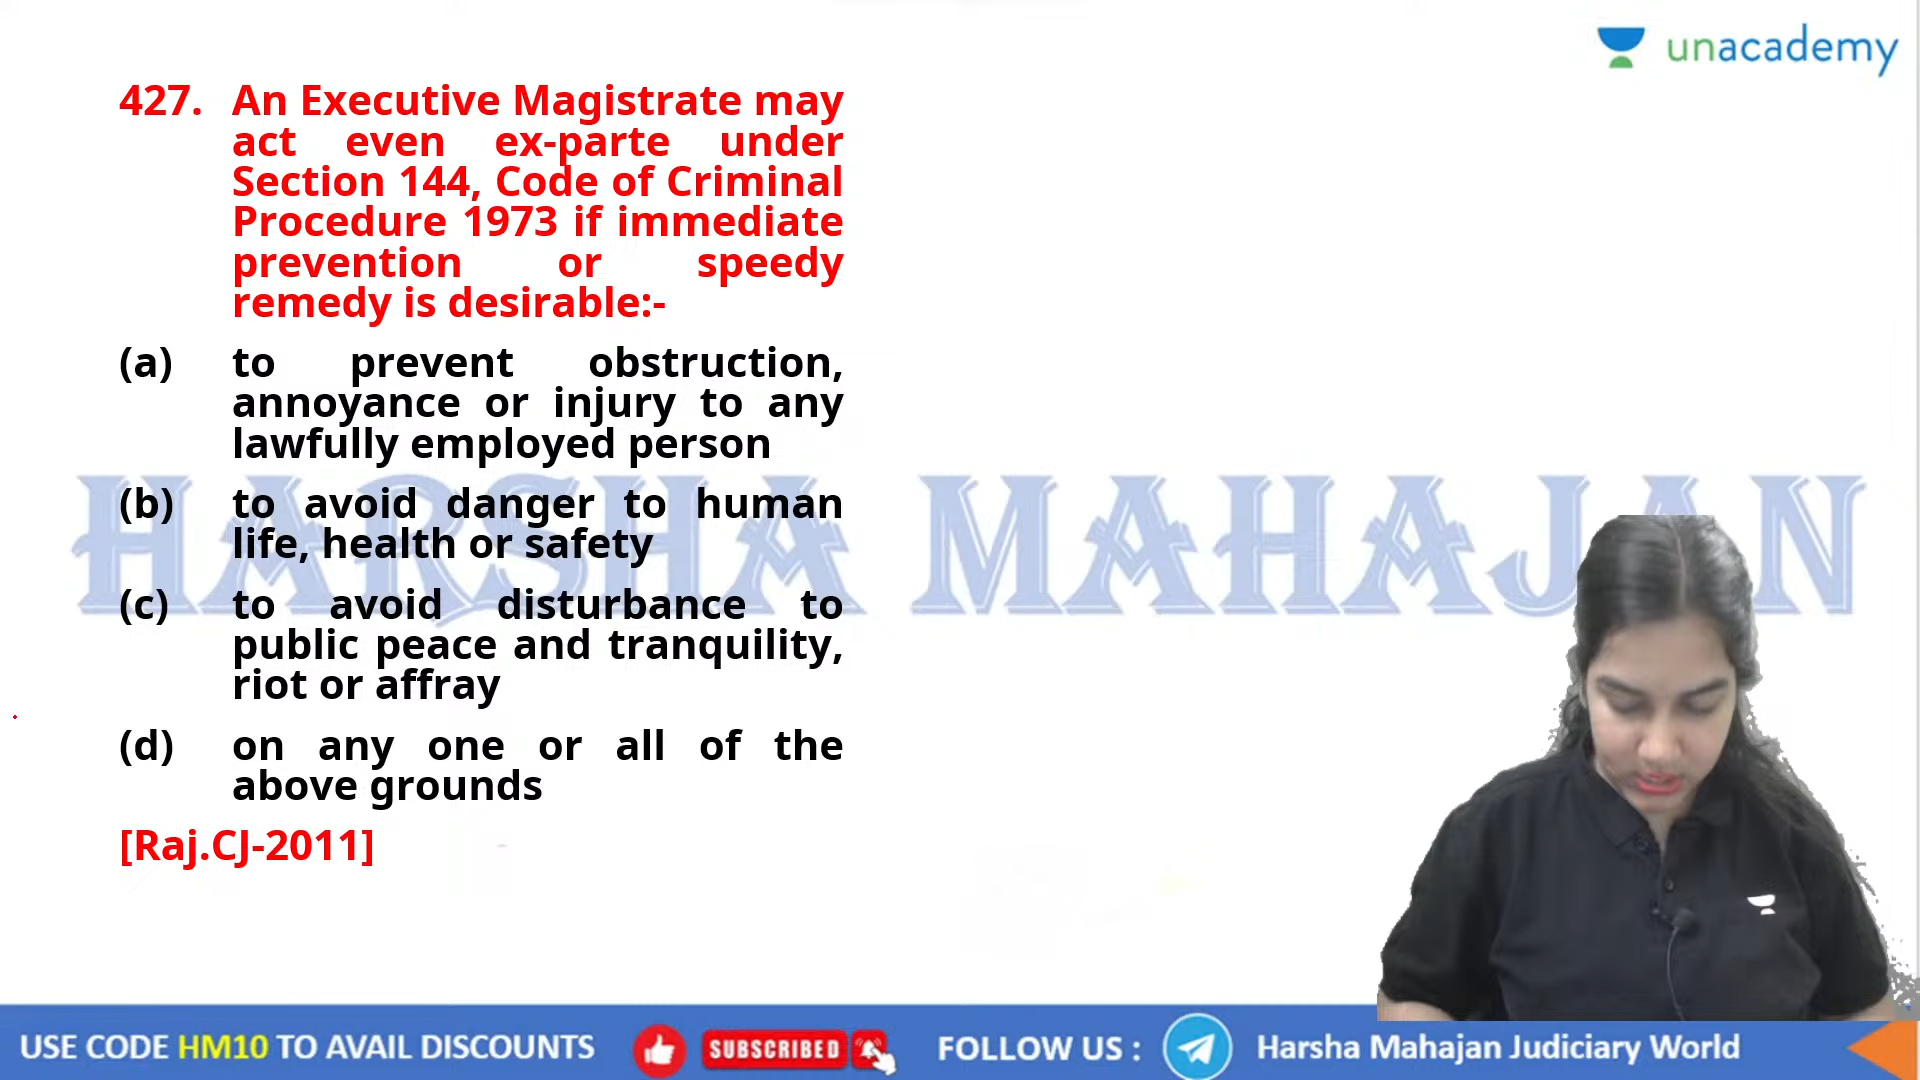 unacademy
427. An Executive Magistrate may
act even ex-parte under
Section 144, Code of Criminal
Procedure 1973 if immediate
prevention or speedy
remedy is desirable:-
(a) to prevent obstruction,
annoyance or injury to any
lawfully employed person
(b) to avoid danger to human
life, health or safety
(c) to avoid disturbance to
public peace and tranquility,
riot or affray
(d) on any one or all of the
above grounds
[Raj.CJ-2011]
HARSHA MAHAJAN
USE CODE HM10 TO AVAIL DISCOUNTS
SUBSCRIBED
FOLLOW US :
Harsha Mahajan Judiciary World